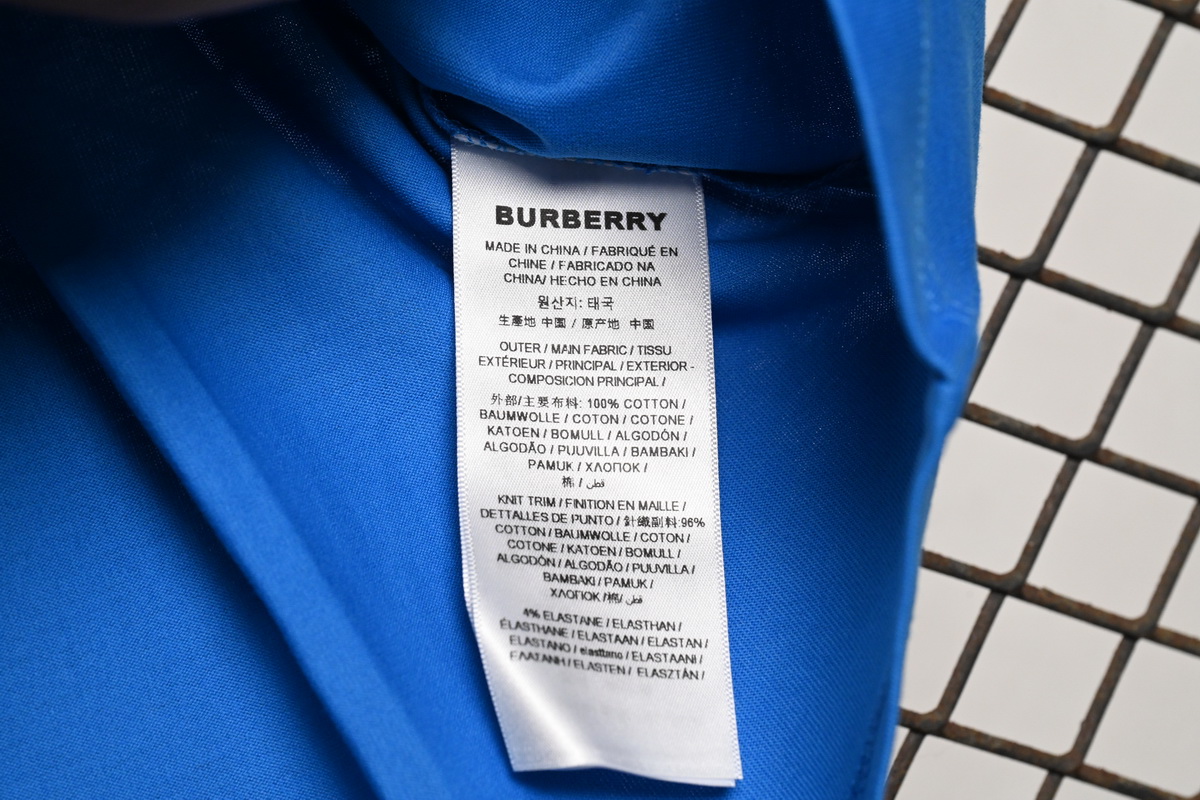 BURBERRY
MADE IN CHINA / FABRIQUÉ EN
CHINE / FABRICADO NA
CHINA/ HECHO EN CHINA
원산지: 태국
生產地 中国 / 原产地 中国
OUTER / MAIN FABRIC / TISSU
EXTÉRIEUR / PRINCIPAL / EXTERIOR -
COMPOSICION PRINCIPAL /
外部/主要布料: 100% COTTON /
BAUMWOLLE / COTON / COTONE /
KATOEN / BOMULL / ALGODÓN /
ALGODÃO / PUUVILLA / BAMBAKI /
PAMUK / ХЛОПОК /
棉 / قطن
KNIT TRIM / FINITION EN MAILLE /
DETTALLES DE PUNTO / 針織副料:96%
COTTON / BAUMWOLLE / COTON /
COTONE / KATOEN / BOMULL /
ALGODÓN / ALGODÃO / PUUVILLA /
BAMBAKI / PAMUK /
ХЛОПОК /棉/ قطن
4% ELASTANE / ELASTHAN /
ÉLASTHANE / ELASTAAN / ELASTAN /
ELASTANO / elasttano / ELASTAANI /
ΕΛΑΣΤΑΝΗ / ELASTEN / ELASZTÁN /